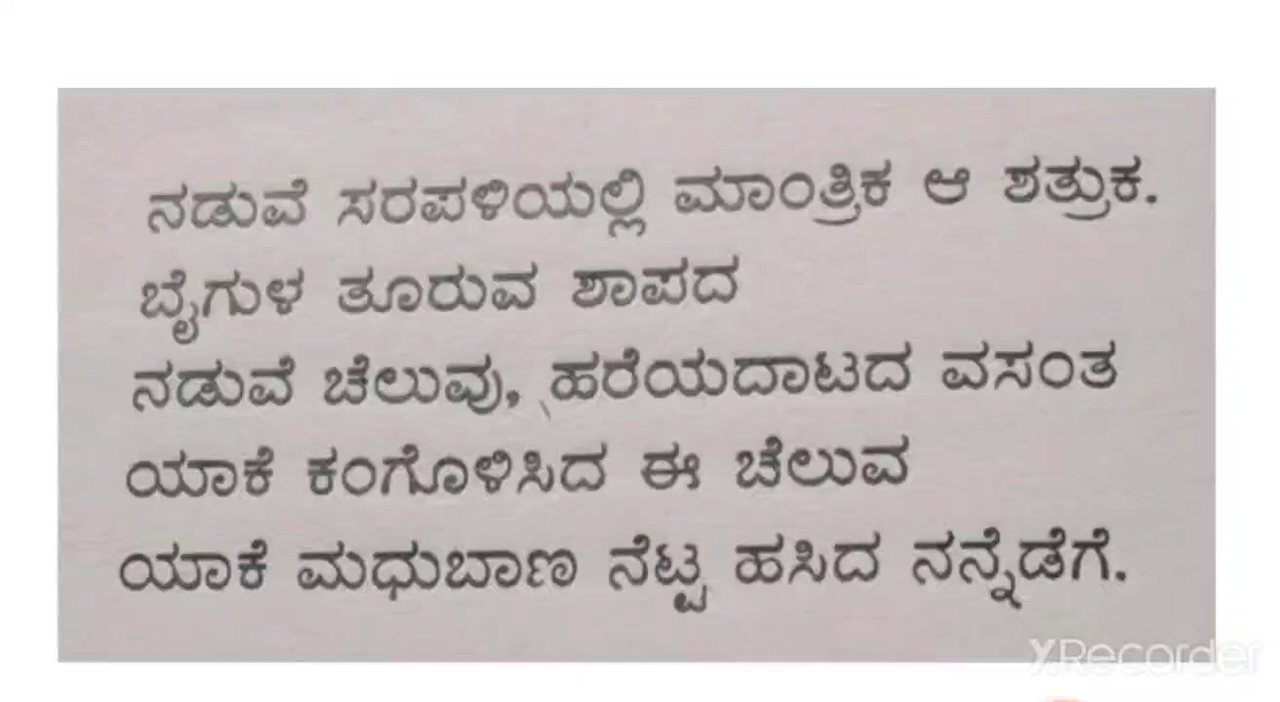 ನಡುವೆ ಸರಪಳಿಯಲ್ಲಿ ಮಾಂತ್ರಿಕ ಆ ಶತ್ರುಕ.
ಬೈಗುಳ ತೂರುವ ಶಾಪದ
ನಡುವೆ ಚೆಲುವು, ಹರೆಯದಾಟದ ವಸಂತ
ಯಾಕೆ ಕಂಗೊಳಿಸಿದ ಈ ಚೆಲುವ
ಯಾಕೆ ಮಧುಬಾಣ ನೆಟ್ಟ ಹಸಿದ ನನ್ನೆಡೆಗೆ.
XRecorder